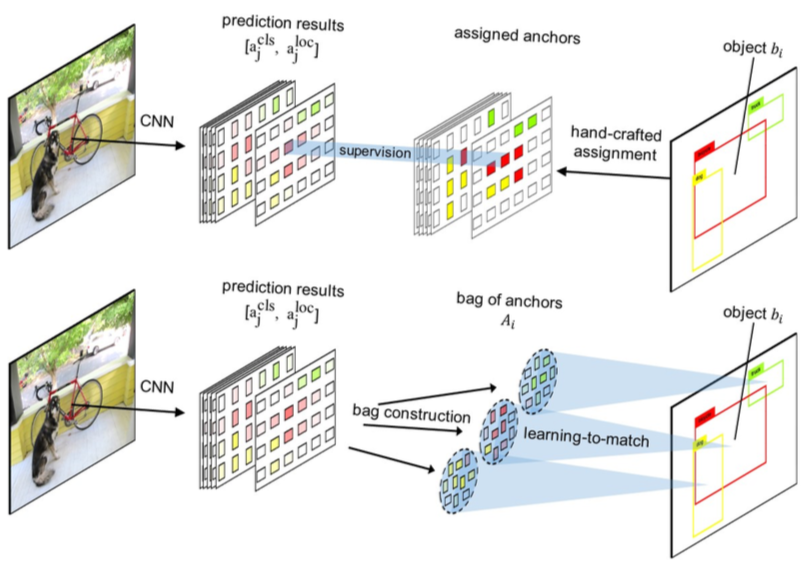 prediction results
[a_j^cls, a_j^loc]
assigned anchors
object b_i
CNN
supervision
hand-crafted
assignment
prediction results
[a_j^cls, a_j^loc]
bag of anchors
A_i
object b_i
CNN
bag construction
learning-to-match